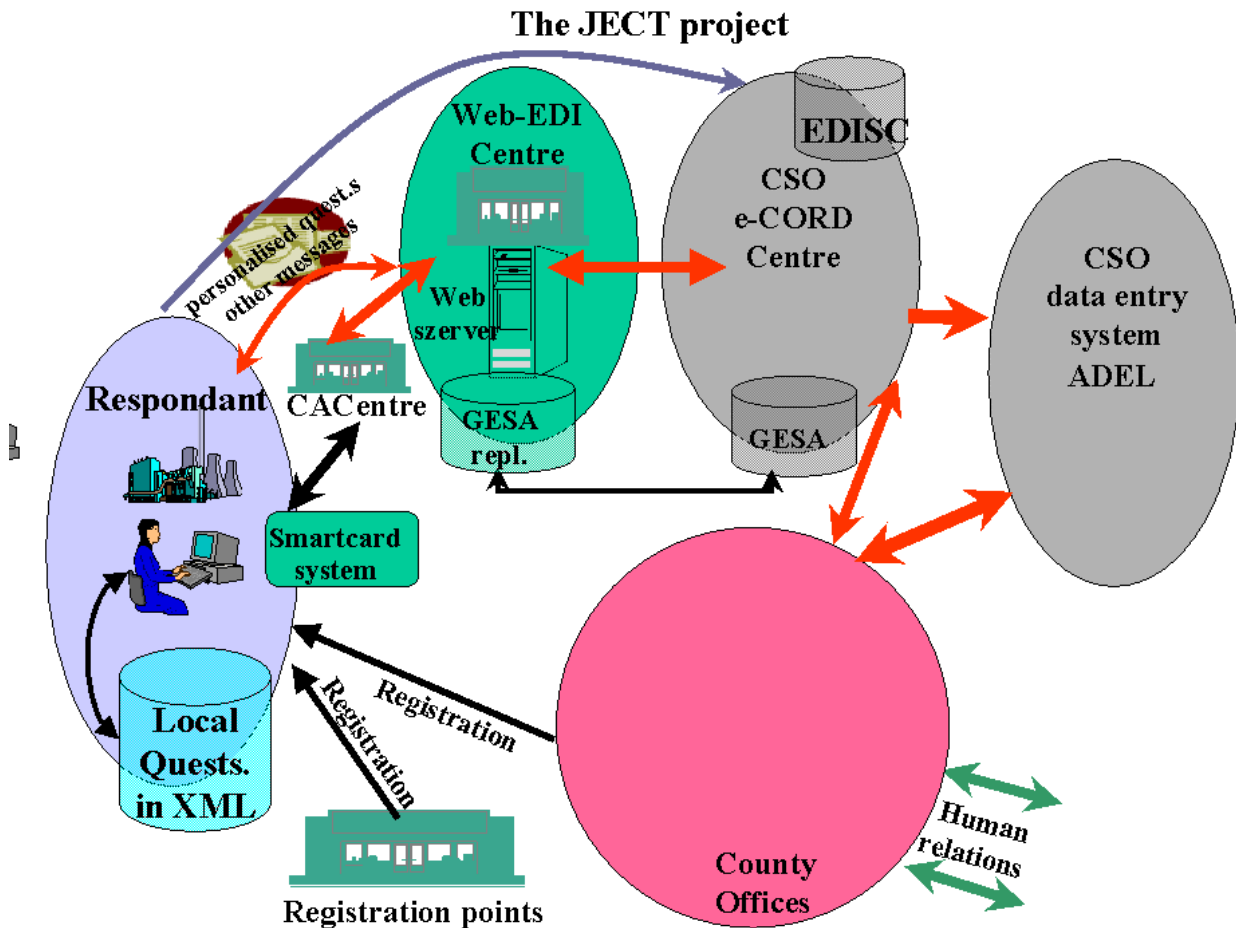 The JECT project
Web-EDI
Centre
EDISC
CSO
e-CORD
Centre
personalised quest.s
other messages
Web
szerver
CSO
data entry
system
ADEL
Respondant
CACentre
GESA
repl.
GESA
Smartcard
system
Registration
Registration
Local
Quests.
in XML
Human
relations
County
Offices
Registration points